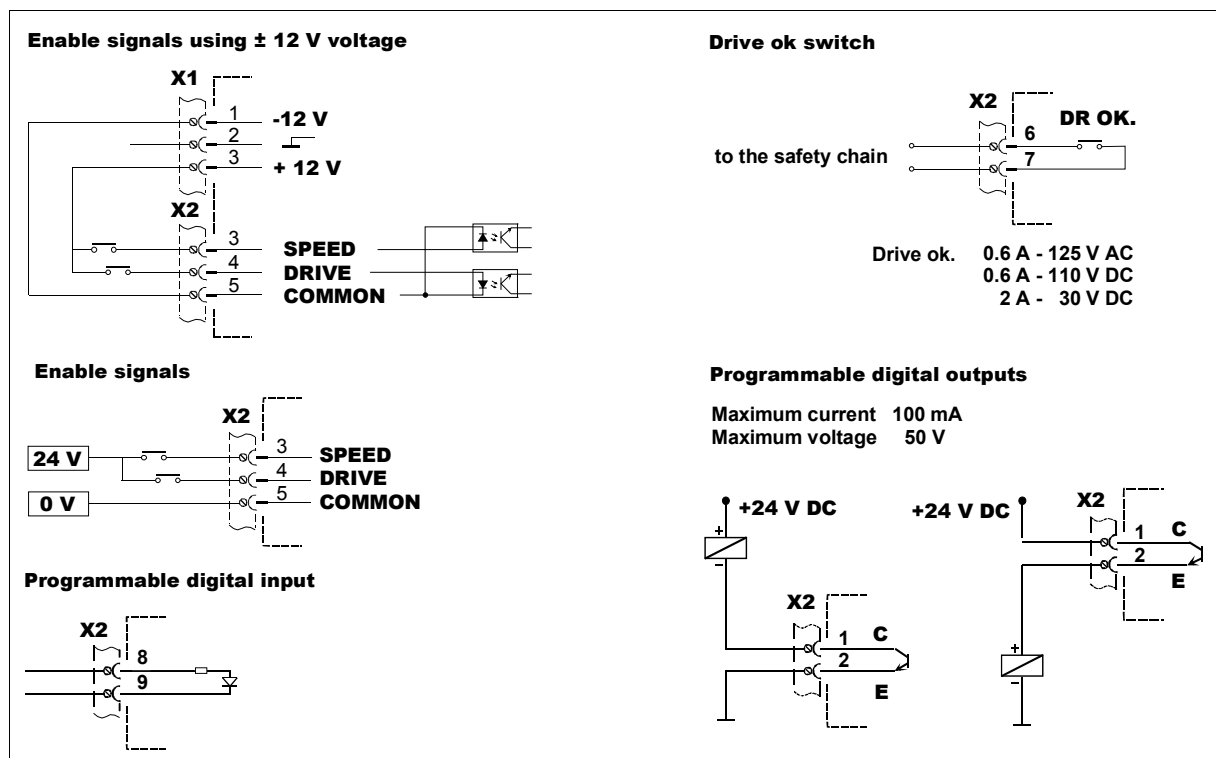 Enable signals using ± 12 V voltage
X1
1 -12 V
2
3 + 12 V
X2
3 SPEED
4 DRIVE
5 COMMON
Enable signals
X2
24 V 3 SPEED
4 DRIVE
0 V 5 COMMON
Programmable digital input
X2
8
9
Drive ok switch
X2
6 DR OK.
to the safety chain 7
Drive ok. 0.6 A - 125 V AC
0.6 A - 110 V DC
2 A - 30 V DC
Programmable digital outputs
Maximum current 100 mA
Maximum voltage 50 V
+24 V DC
X2
1 C
2
E
+24 V DC
X2
1 C
2
E